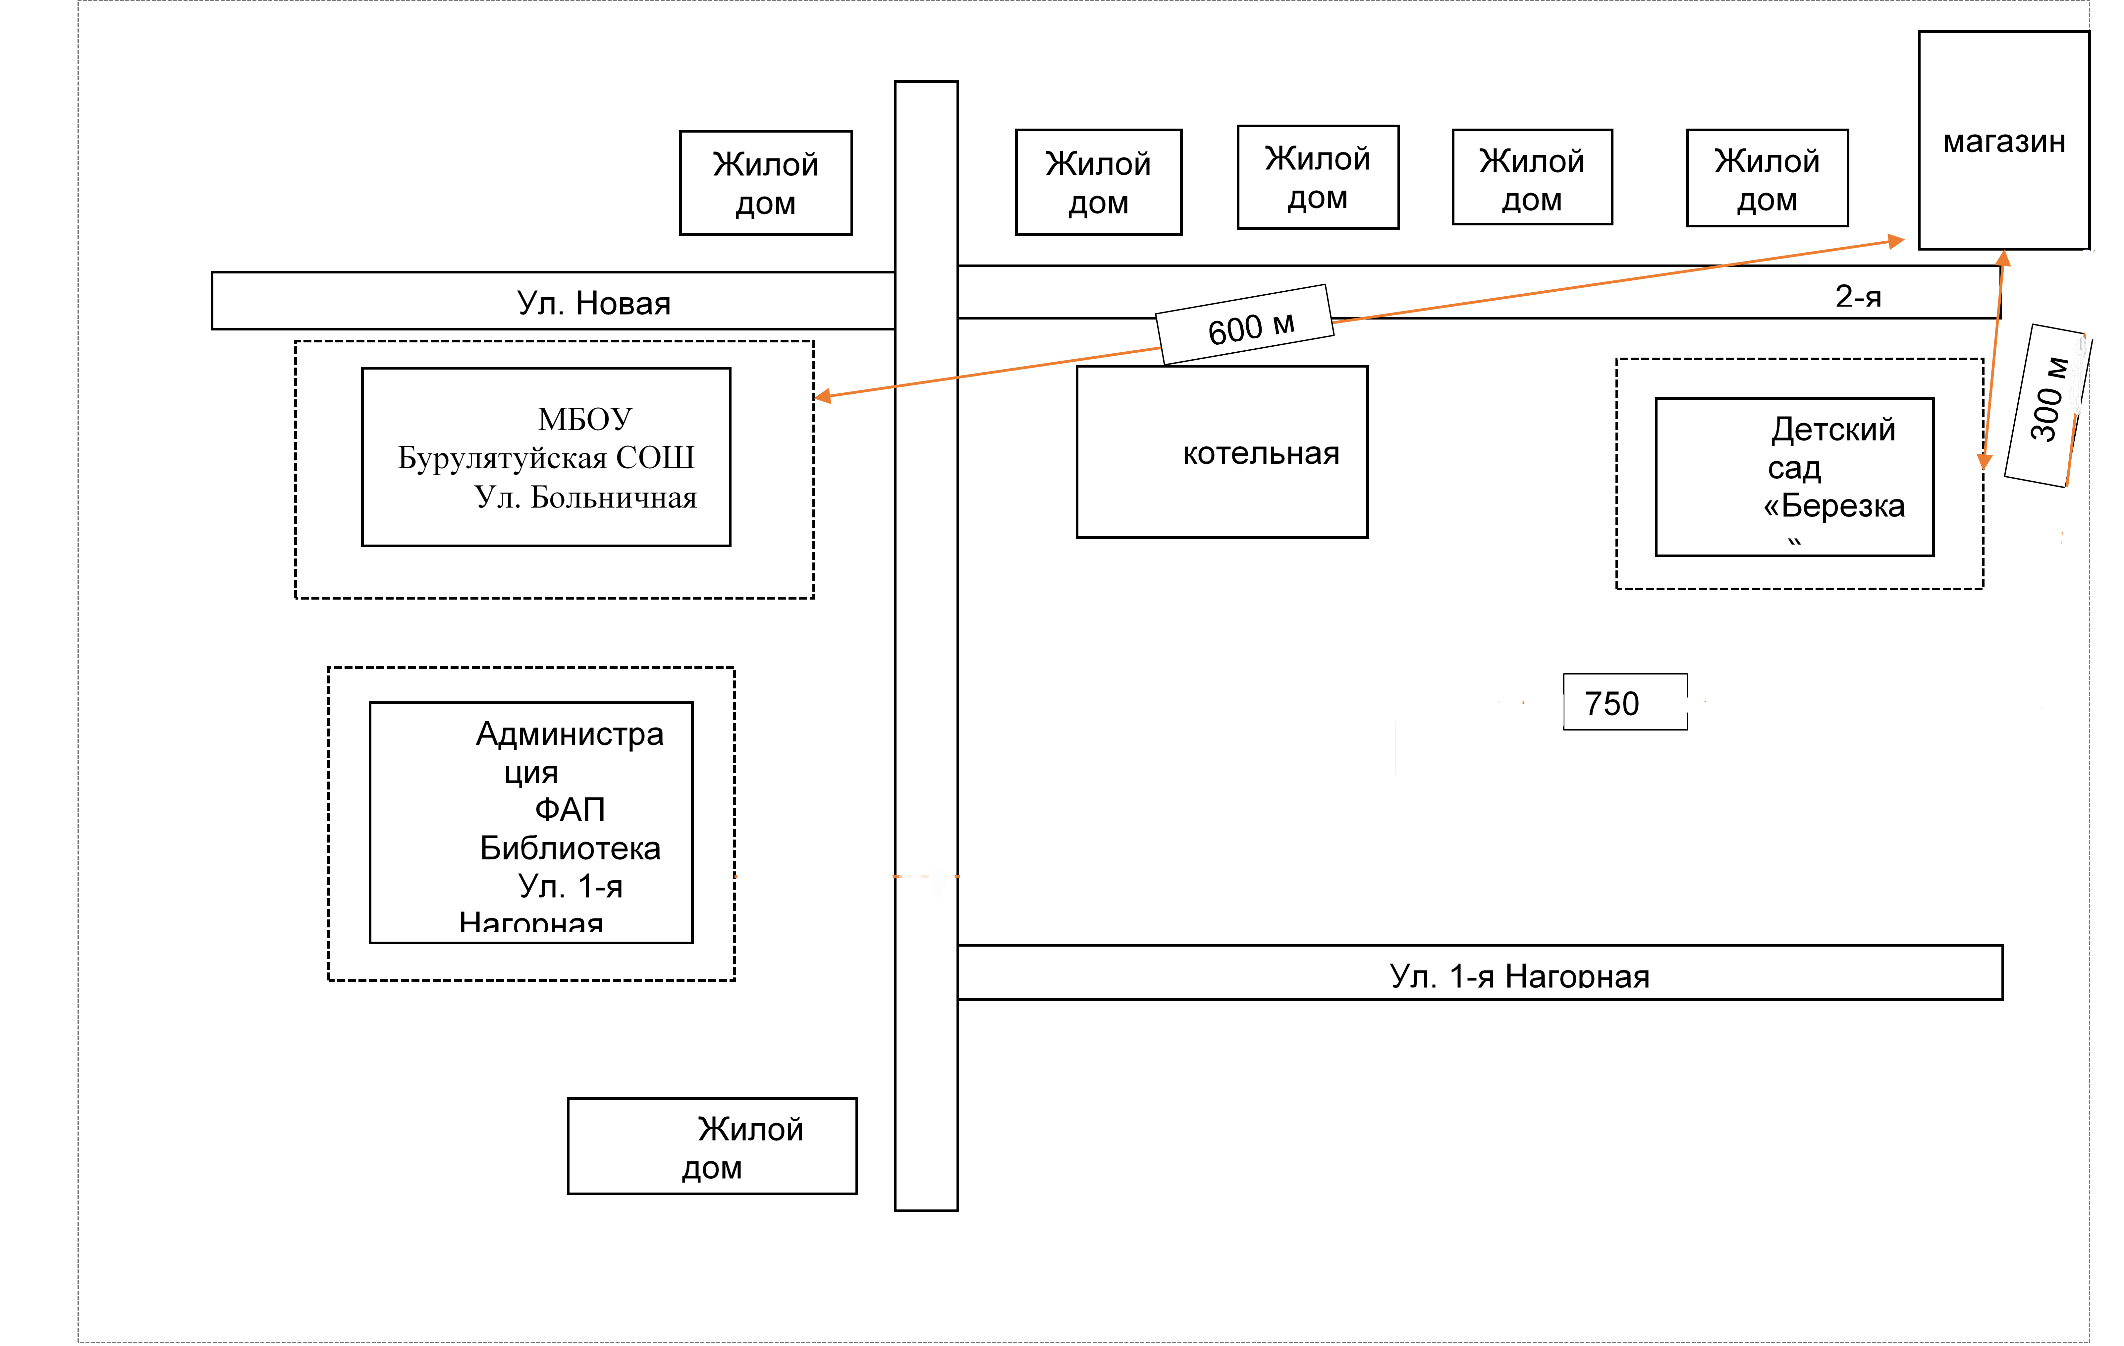 магазин
Жилой
дом
Жилой
дом
Жилой
дом
Жилой
дом
Жилой
дом
Ул. Новая
2-я
600 м
300 м
МБОУ
Бурулятуйская СОШ
Ул. Больничная
котельная
Детский
сад
«Березка
»
750
Администра
ция
ФАП
Библиотека
Ул. 1-я
Нагорная
Ул. 1-я Нагорная
Жилой
дом